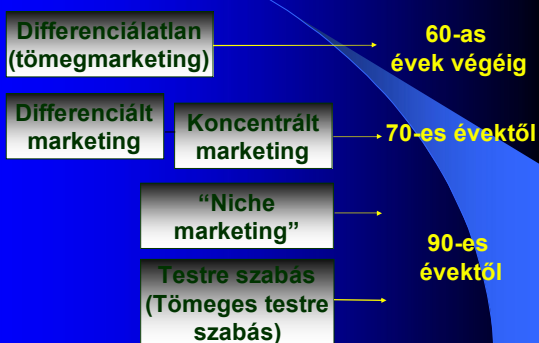 Differenciálatlan
(tömegmarketing)
60-as
évek végéig
Differenciált
marketing
Koncentrált
marketing
70-es évektől
“Niche
marketing”
90-es
évektől
Testre szabás
(Tömeges testre
szabás)